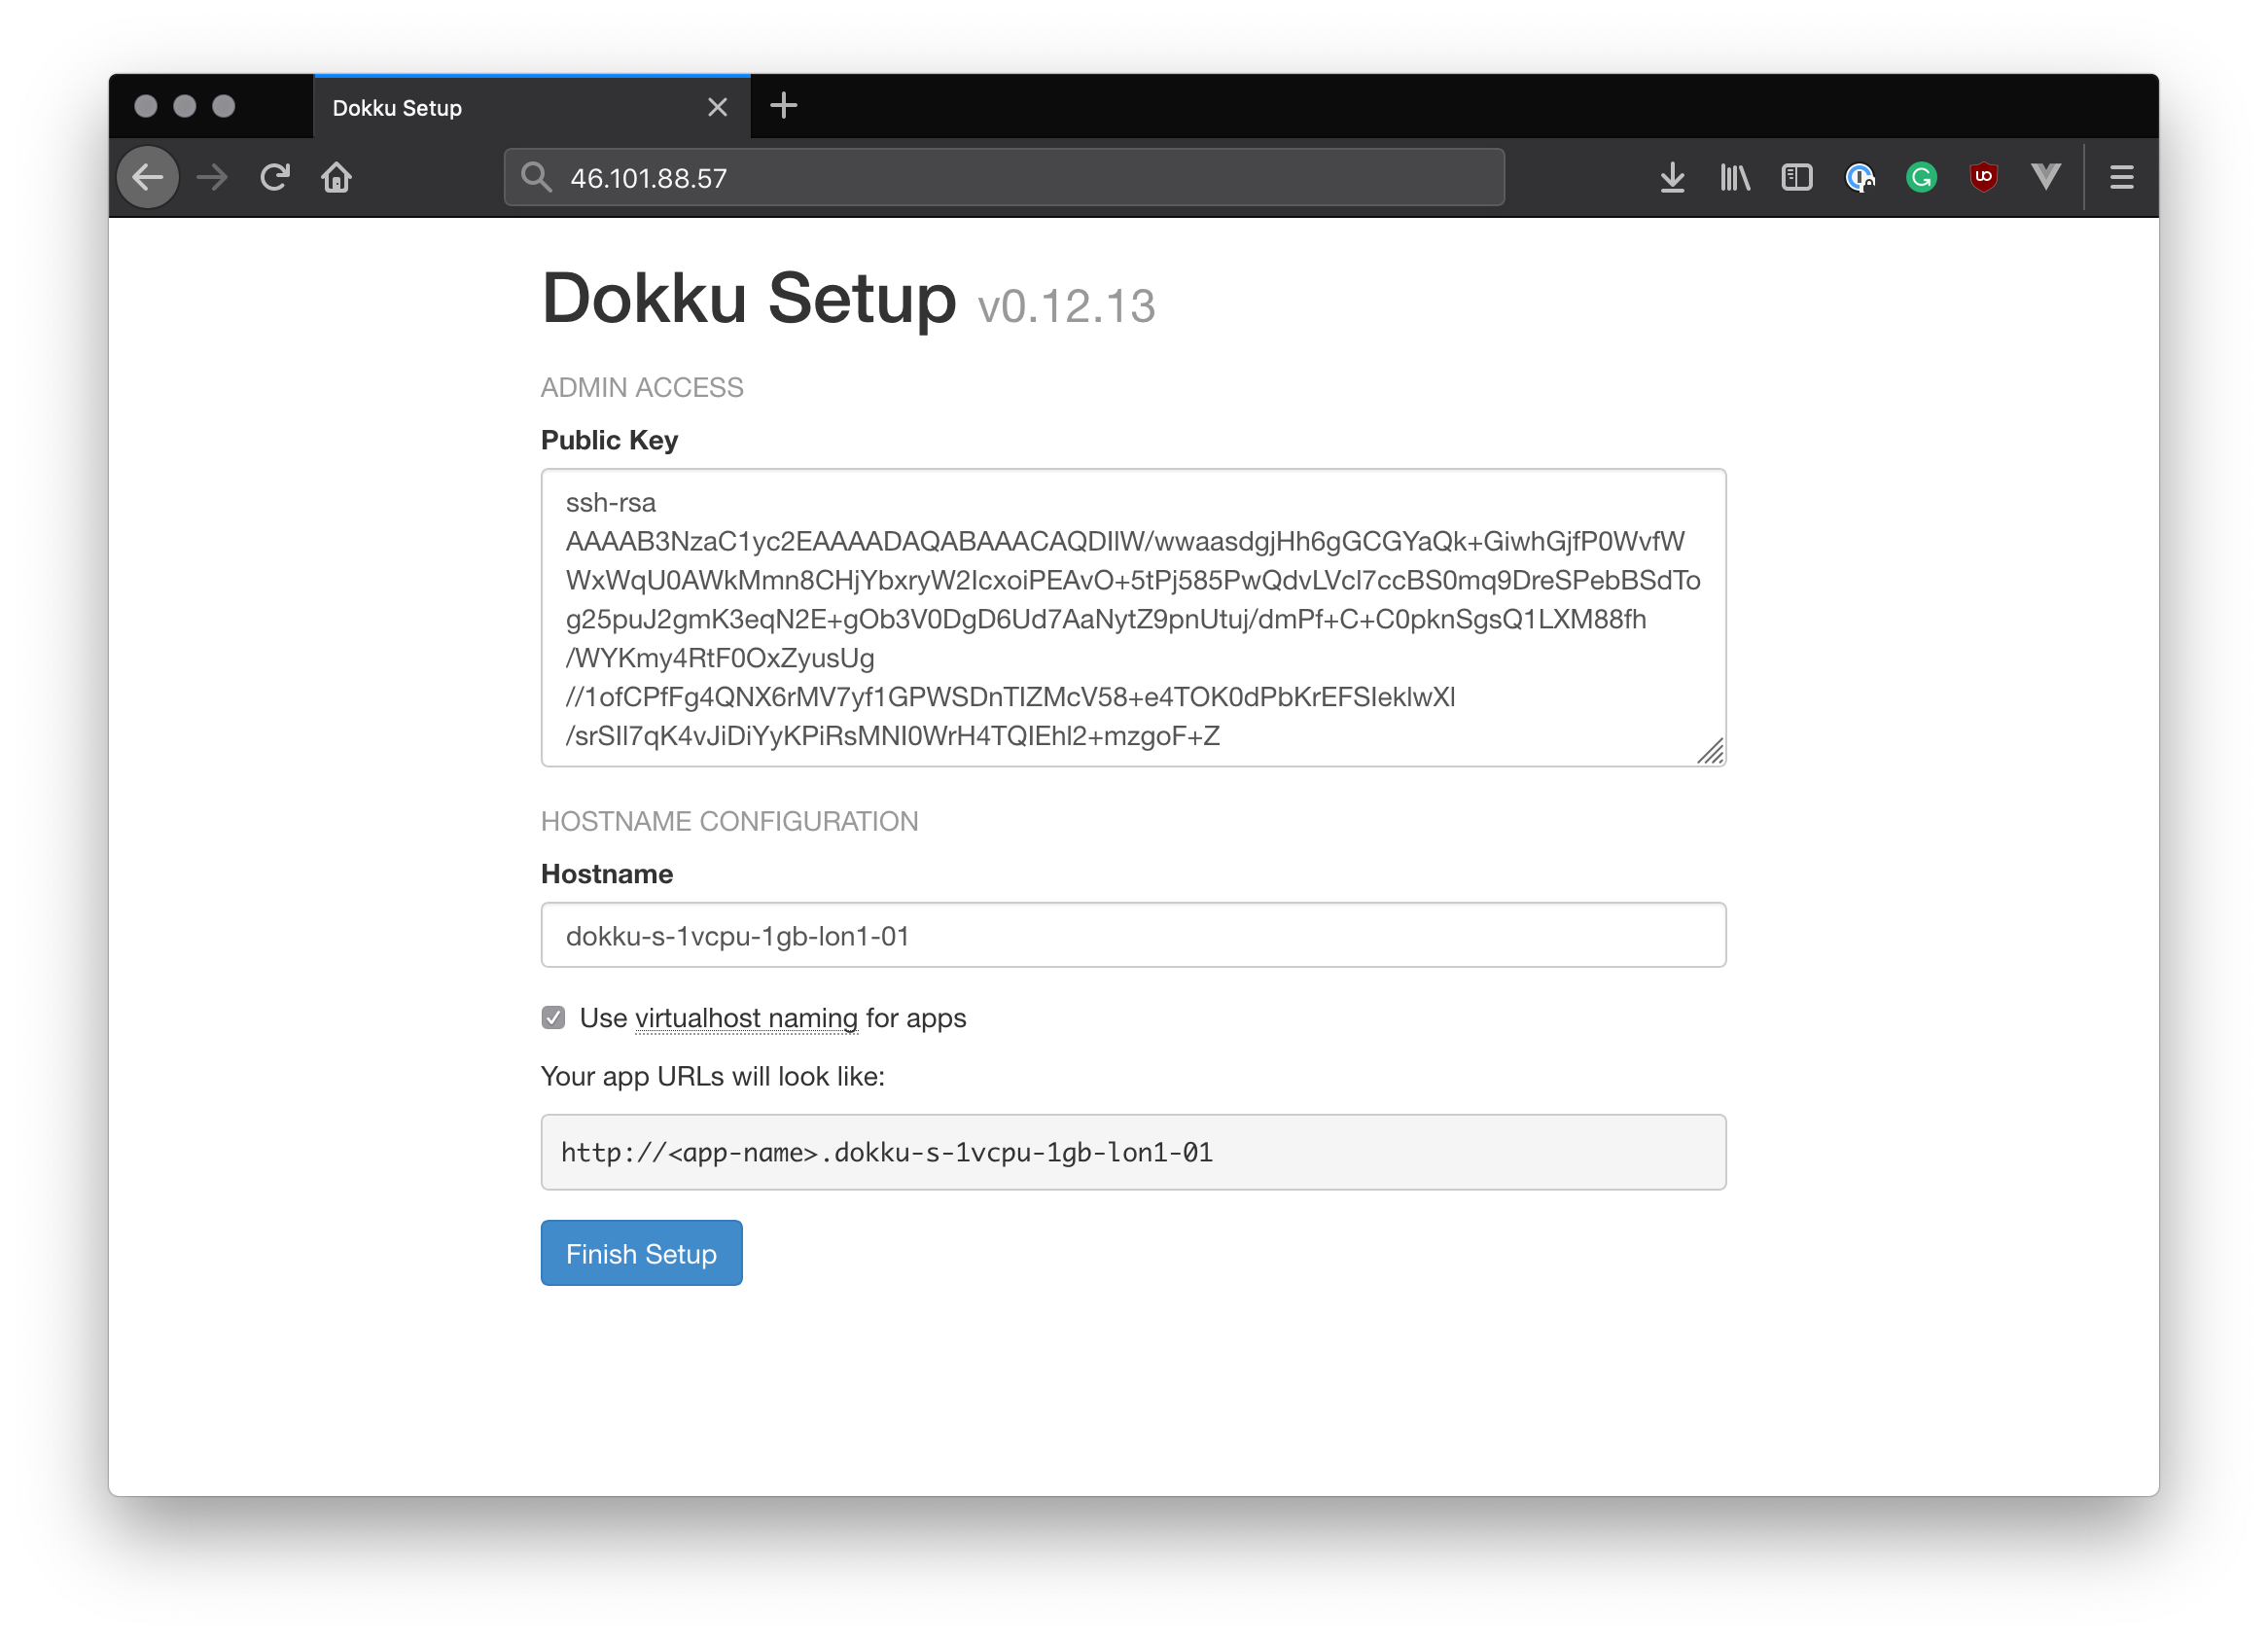 Dokku Setup
46.101.88.57
Dokku Setup v0.12.13
ADMIN ACCESS
Public Key
ssh-rsa
AAAAB3NzaC1yc2EAAAADAQABAAACAQDIlW/wwaasdgjHh6gGCGYaQk+GiwhGjfP0WvfW
WxWqU0AWkMmn8CHjYbxryW2IcxoiPEAvO+5tPj585PwQdvLVcl7ccBS0mq9DreSPebBSdTo
g25puJ2gmK3eqN2E+gOb3V0DgD6Ud7AaNytZ9pnUtuj/dmPf+C+C0pknSgsQ1LXM88fh
/WYKmy4RtF0OxZyusUg
//1ofCPfFg4QNX6rMV7yf1GPWSDnTIZMcV58+e4TOK0dPbKrEFSIeklwXl
/srSIl7qK4vJiDiYyKPiRsMNI0WrH4TQIEhl2+mzgoF+Z
HOSTNAME CONFIGURATION
Hostname
dokku-s-1vcpu-1gb-lon1-01
Use virtualhost naming for apps
Your app URLs will look like:
http://<app-name>.dokku-s-1vcpu-1gb-lon1-01
Finish Setup